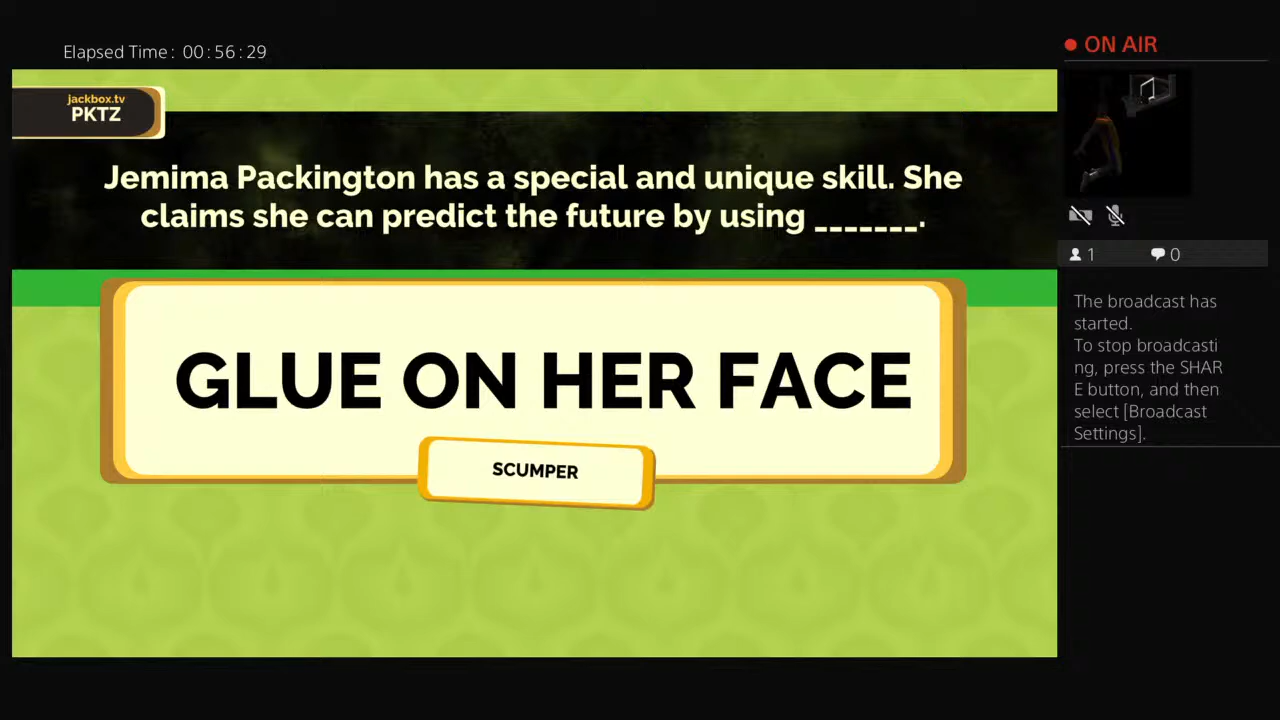 Elapsed Time: 00:56:29
ON AIR
jackbox.tv
PKTZ
Jemima Packington has a special and unique skill. She
claims she can predict the future by using _______.
GLUE ON HER FACE
SCUMPER
1
0
The broadcast has
started.
To stop broadcasti
ng, press the SHAR
E button, and then
select [Broadcast
Settings].